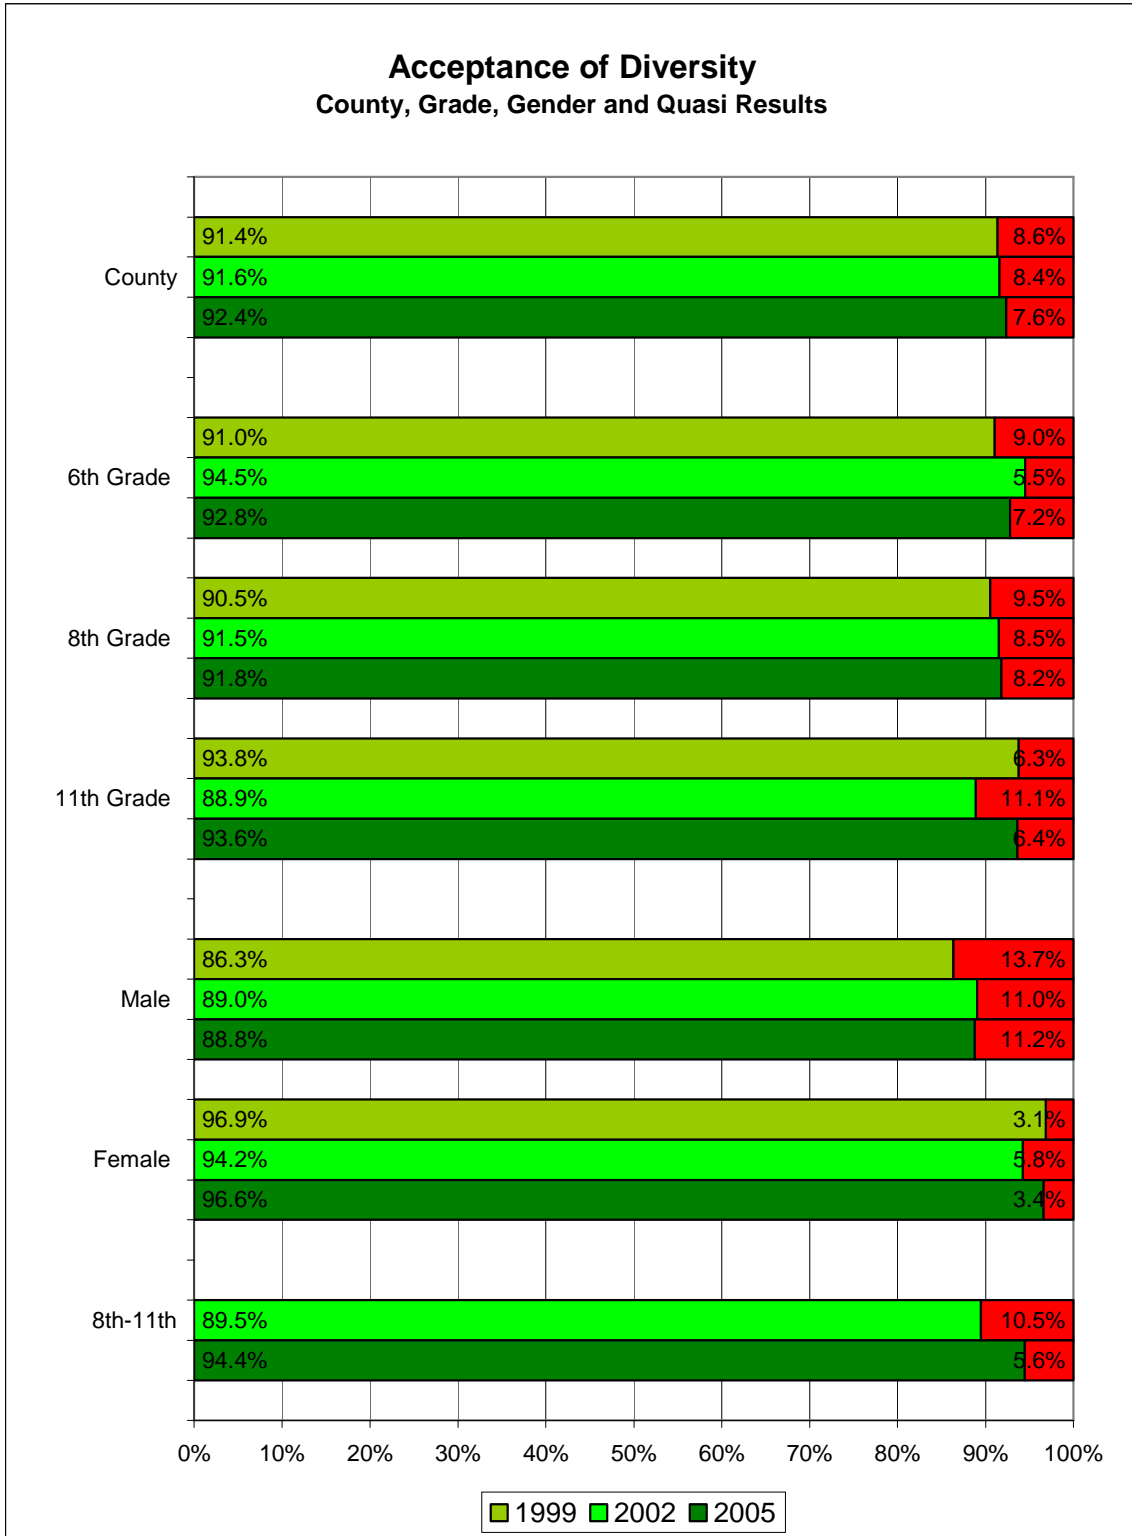 Acceptance of Diversity
County, Grade, Gender and Quasi Results
91.4% 8.6%
County 91.6% 8.4%
92.4% 7.6%
91.0% 9.0%
6th Grade 94.5% 5.5%
92.8% 7.2%
90.5% 9.5%
8th Grade 91.5% 8.5%
91.8% 8.2%
93.8% 6.3%
11th Grade 88.9% 11.1%
93.6% 6.4%
86.3% 13.7%
Male 89.0% 11.0%
88.8% 11.2%
96.9% 3.1%
Female 94.2% 5.8%
96.6% 3.4%
8th-11th 89.5% 10.5%
94.4% 5.6%
0% 10% 20% 30% 40% 50% 60% 70% 80% 90% 100%
1999 2002 2005